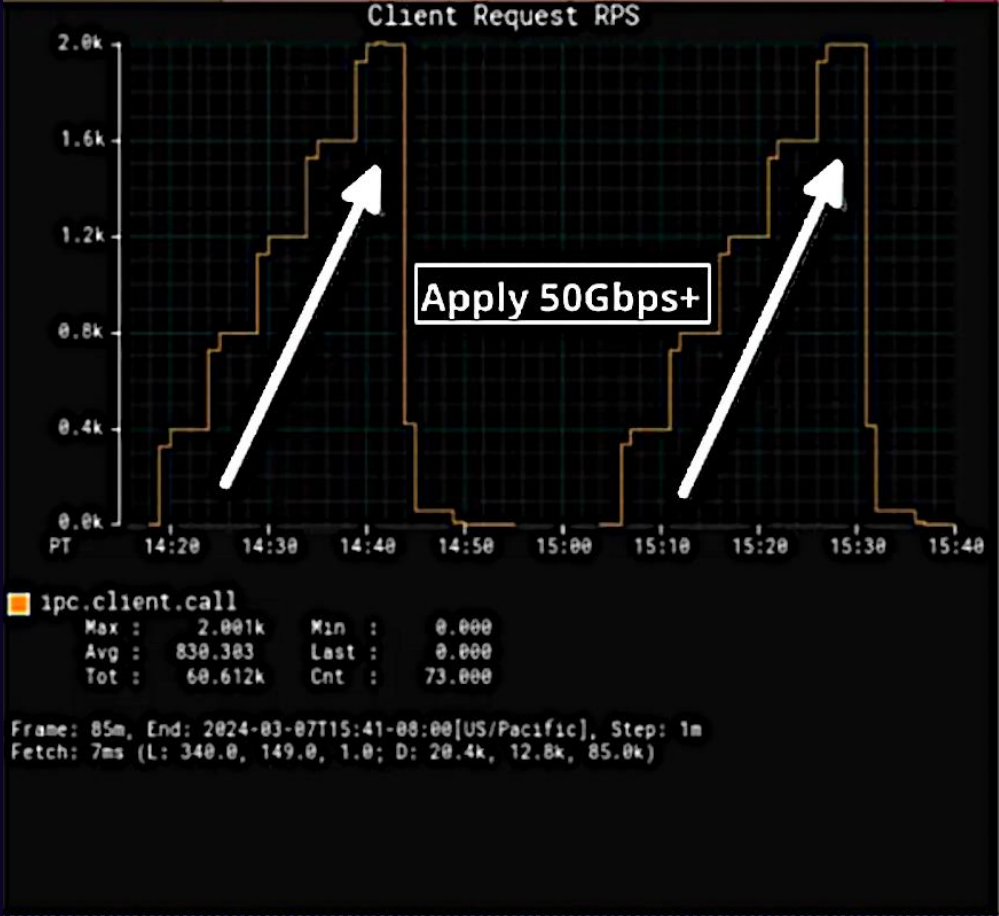 Client Request RPS
2.0k
1.6k
1.2k
Apply 50Gbps+
0.8k
0.4k
0.0k
PT 14:20 14:30 14:40 14:50 15:00 15:10 15:20 15:30 15:40
ipc.client.call
Max : 2.001k Min : 0.000
Avg : 830.303 Last : 0.000
Tot : 60.612k Cnt : 73.000
Frame: 85m, End: 2024-03-07T15:41-08:00[US/Pacific], Step: 1m
Fetch: 7ms (L: 340.0, 149.0, 1.0; D: 20.4k, 12.8k, 85.0k)